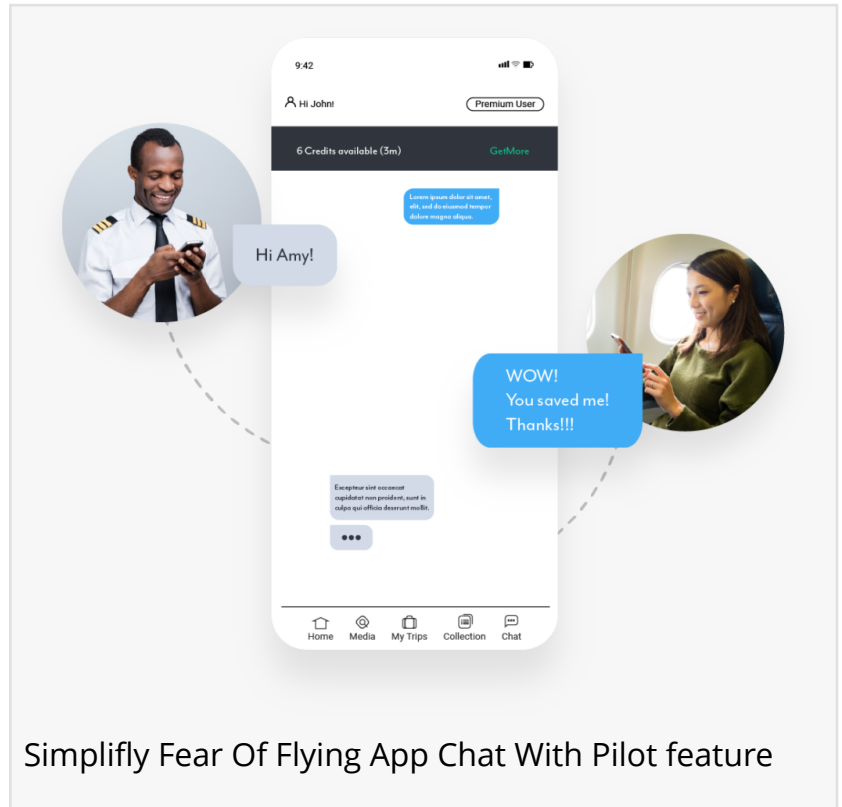 9:42
Hi John!
Premium User
6 Credits available (3m)
GetMore
Lorem ipsum dolor sit amet,
elit, sed do eiusmod tempor
dolore magna aliqua.
Hi Amy!
WOW!
You saved me!
Thanks!!!
Excepteur sint occaecat
cupidatat non proident, sunt in
culpa qui officia deserunt mollit.
Home
Media
My Trips
Collection
Chat
Simplifly Fear Of Flying App Chat With Pilot feature